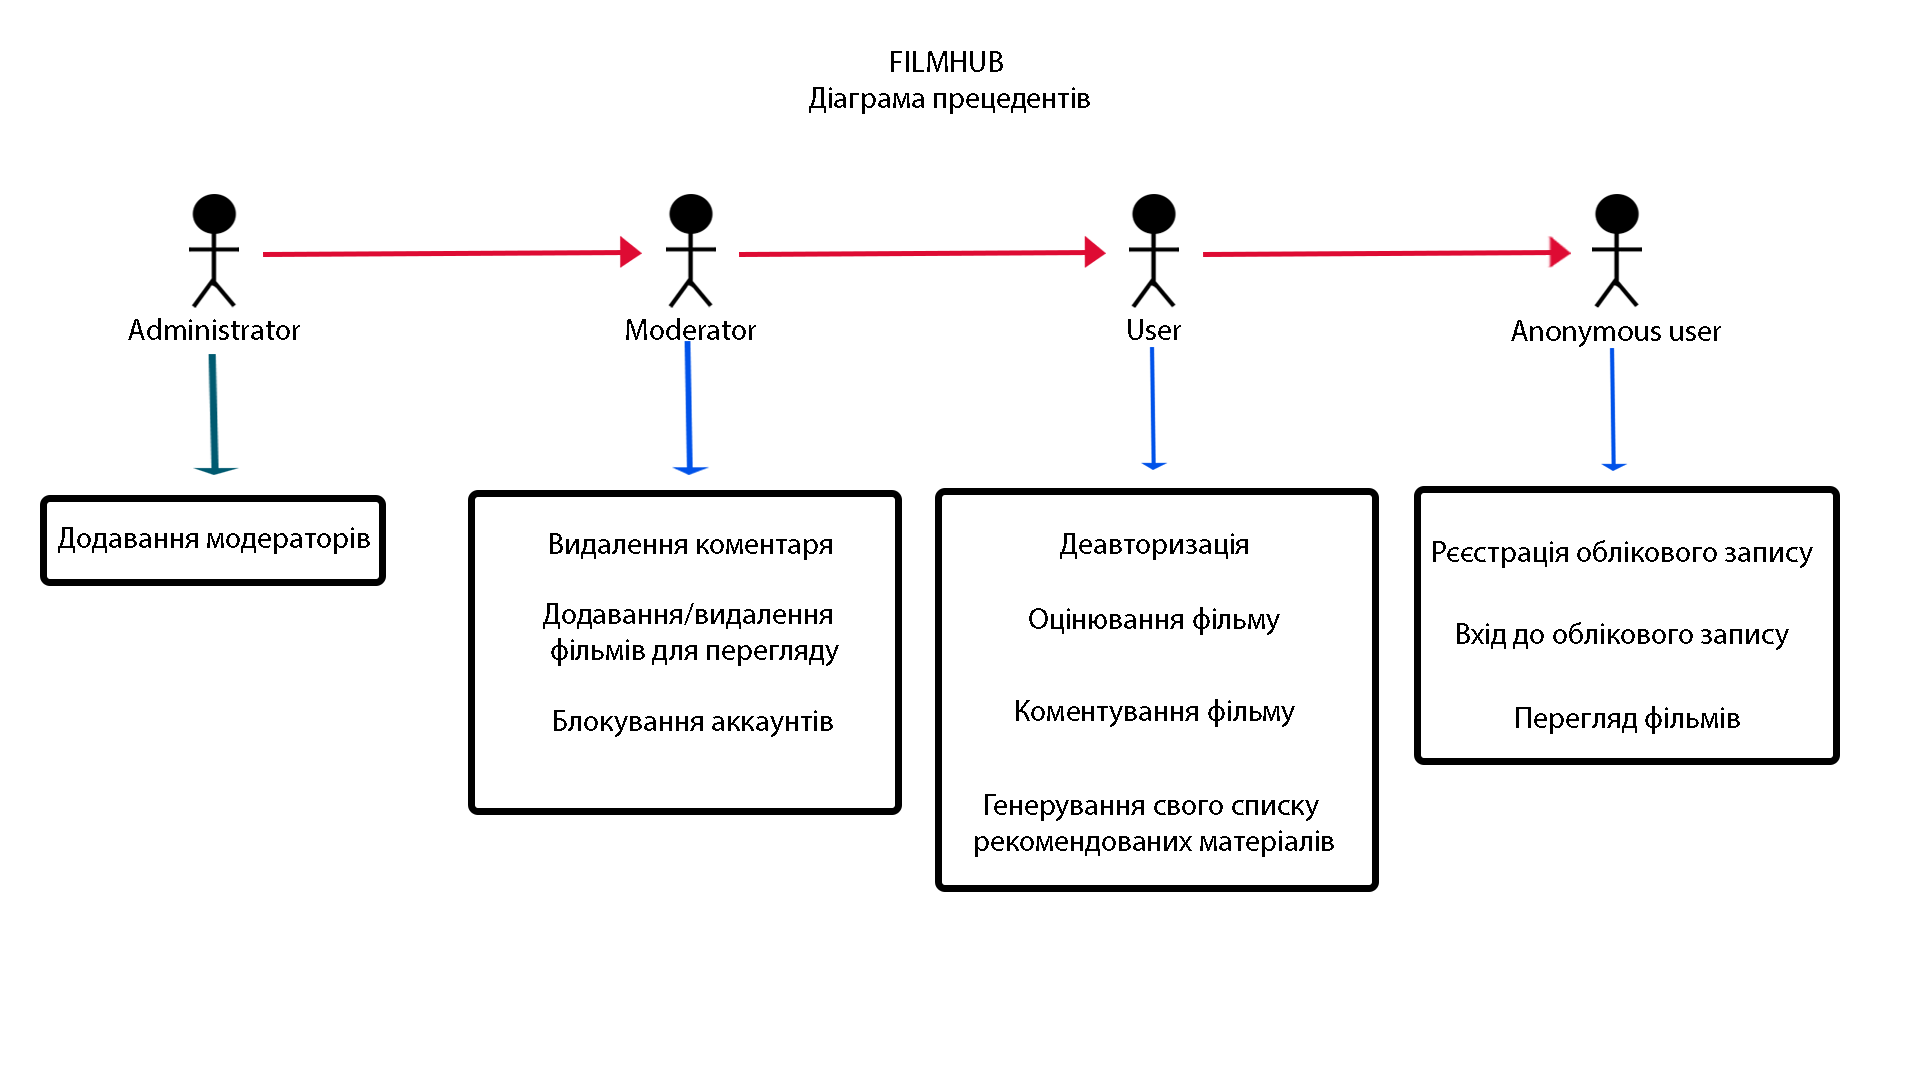 FILMHUB
Діаграма прецедентів
Administrator
Moderator
User
Anonymous user
Додавання модераторів
Видалення коментаря
Додавання/видалення
фільмів для перегляду
Блокування аккаунтів
Деавторизація
Оцінювання фільму
Коментування фільму
Генерування свого списку
рекомендованих матеріалів
Рєєстрація облікового запису
Вхід до облікового запису
Перегляд фільмів